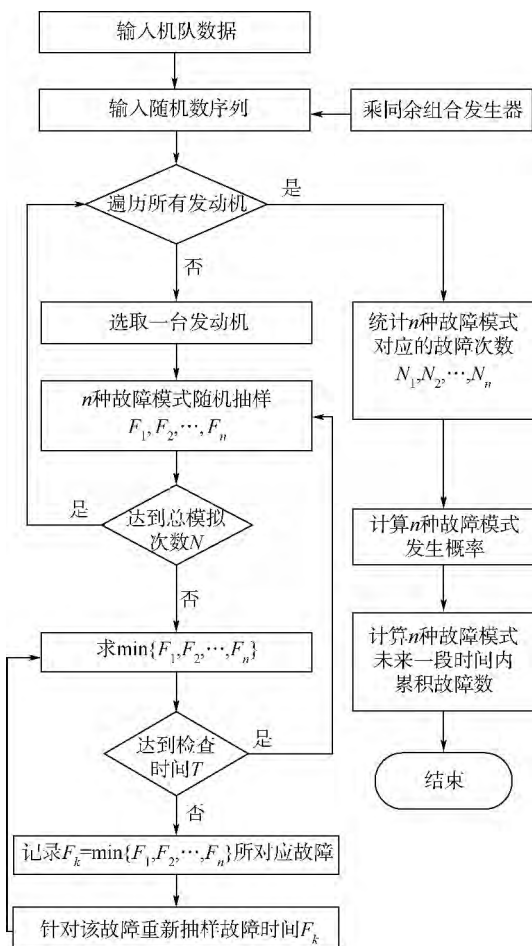 输入机队数据
输入随机数序列
乘同余组合发生器
遍历所有发动机
是
否
选取一台发动机
n种故障模式随机抽样
F₁,F₂,⋯,Fₙ
是
达到总模拟
次数N
否
求min{F₁,F₂,⋯,Fₙ}
达到检查
时间T
是
否
记录Fₖ=min{F₁,F₂,⋯,Fₙ}所对应故障
针对该故障重新抽样故障时间Fₖ
统计n种故障模式
对应的故障次数
N₁,N₂,⋯,Nₙ
计算n种故障模式
发生概率
计算n种故障模式
未来一段时间内
累积故障数
结束